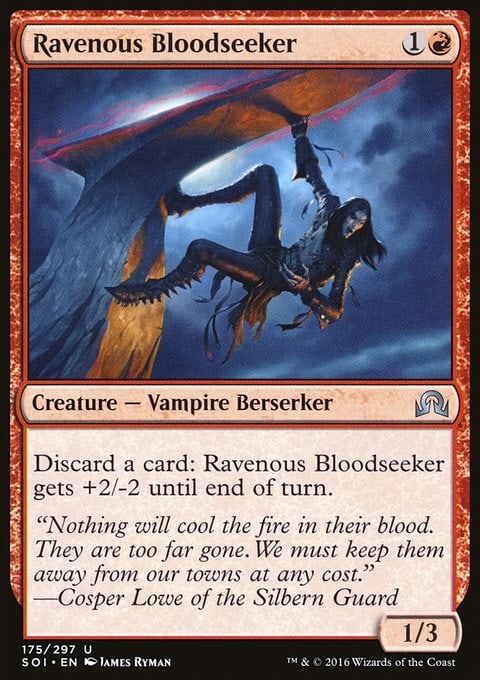 Ravenous Bloodseeker 1
Creature — Vampire Berserker
Discard a card: Ravenous Bloodseeker
gets +2/-2 until end of turn.
“Nothing will cool the fire in their blood.
They are too far gone. We must keep them
away from our towns at any cost.”
—Cosper Lowe of the Silbern Guard
1/3
175/297 U
SOI • EN James Ryman
™ & © 2016 Wizards of the Coast